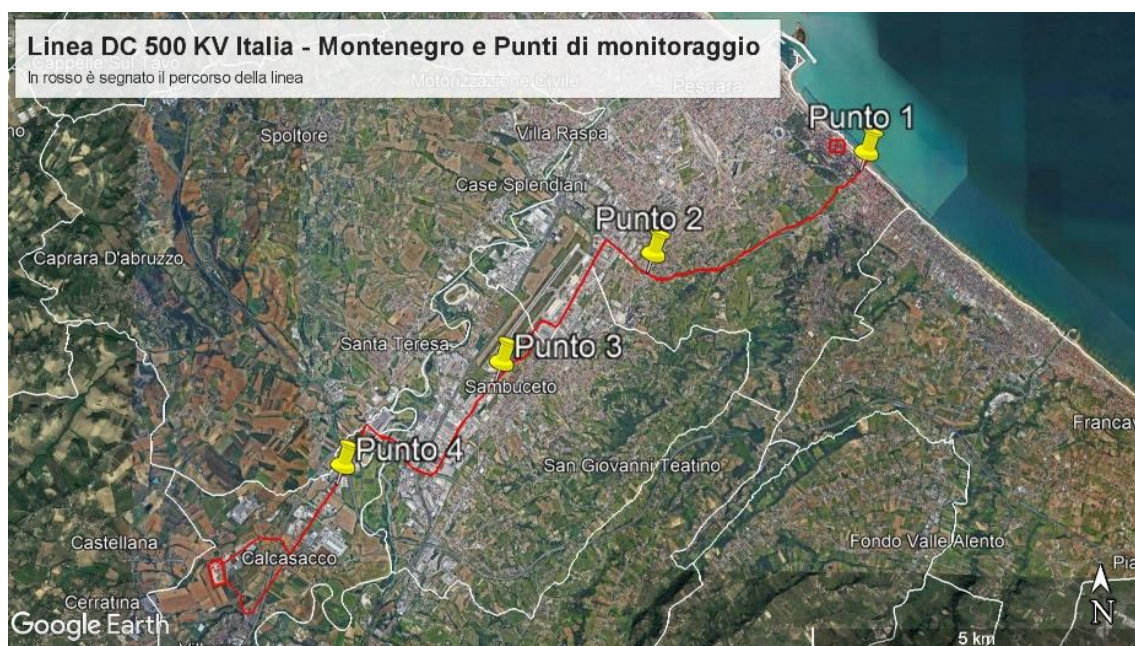 Linea DC 500 KV Italia - Montenegro e Punti di monitoraggio
In rosso è segnato il percorso della linea
Cappelle Sul Tavo
Motorizzazione Civile
Pescara
Spoltore
Villa Raspa
Punto 1
Case Splendiani
Punto 2
Caprara D'abruzzo
Santa Teresa
Punto 3
Sambuceto
Francav
Punto 4
San Giovanni Teatino
Castellana
Calcasacco
Fondo Valle Alento
Pia
Cerratina
Google Earth
N
5 km